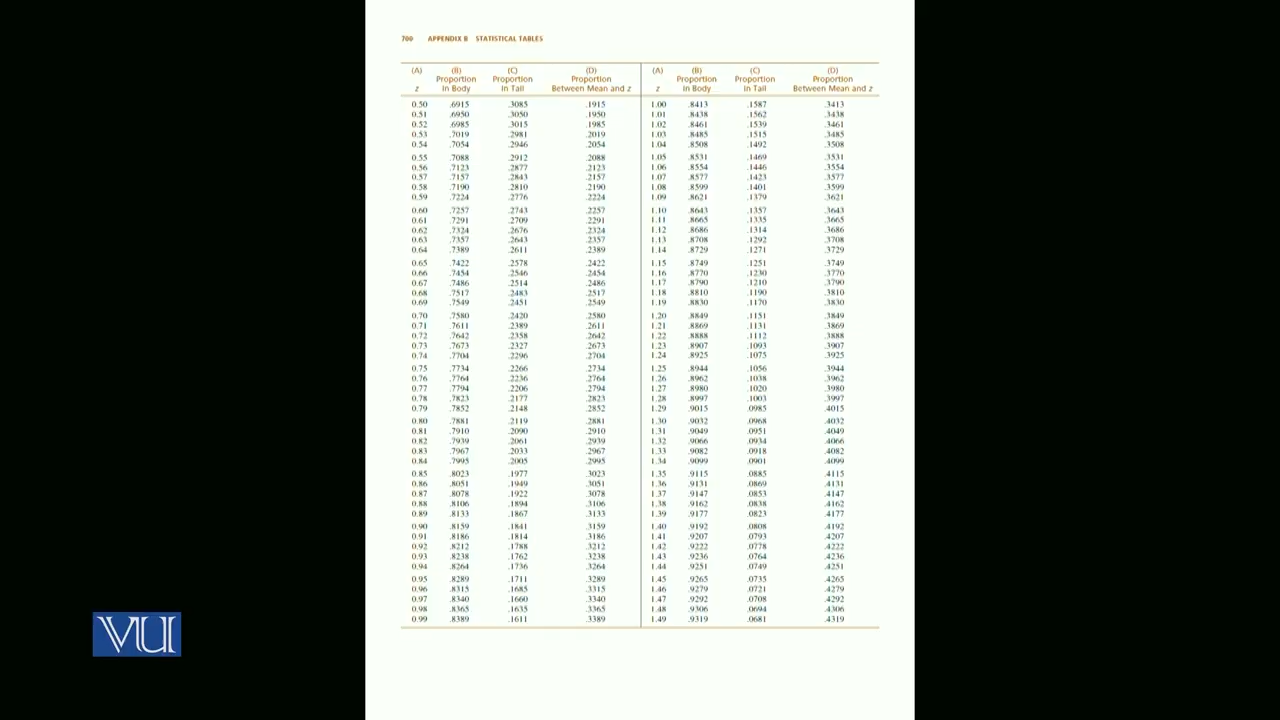 700 APPENDIX B STATISTICAL TABLES
(A) (B) (C) (D) (A) (B) (C) (D)
Proportion Proportion Proportion Proportion Proportion Proportion
z in Body in Tail Between Mean and z z in Body in Tail Between Mean and z
0.50 .6915 .3085 .1915 1.00 .8413 .1587 .3413
0.51 .6950 .3050 .1950 1.01 .8438 .1562 .3438
0.52 .6985 .3015 .1985 1.02 .8461 .1539 .3461
0.53 .7019 .2981 .2019 1.03 .8485 .1515 .3485
0.54 .7054 .2946 .2054 1.04 .8508 .1492 .3508
0.55 .7088 .2912 .2088 1.05 .8531 .1469 .3531
0.56 .7123 .2877 .2123 1.06 .8554 .1446 .3554
0.57 .7157 .2843 .2157 1.07 .8577 .1423 .3577
0.58 .7190 .2810 .2190 1.08 .8599 .1401 .3599
0.59 .7224 .2776 .2224 1.09 .8621 .1379 .3621
0.60 .7257 .2743 .2257 1.10 .8643 .1357 .3643
0.61 .7291 .2709 .2291 1.11 .8665 .1335 .3665
0.62 .7324 .2676 .2324 1.12 .8686 .1314 .3686
0.63 .7357 .2643 .2357 1.13 .8708 .1292 .3708
0.64 .7389 .2611 .2389 1.14 .8729 .1271 .3729
0.65 .7422 .2578 .2422 1.15 .8749 .1251 .3749
0.66 .7454 .2546 .2454 1.16 .8770 .1230 .3770
0.67 .7486 .2514 .2486 1.17 .8790 .1210 .3790
0.68 .7517 .2483 .2517 1.18 .8810 .1190 .3810
0.69 .7549 .2451 .2549 1.19 .8830 .1170 .3830
0.70 .7580 .2420 .2580 1.20 .8849 .1151 .3849
0.71 .7611 .2389 .2611 1.21 .8869 .1131 .3869
0.72 .7642 .2358 .2642 1.22 .8888 .1112 .3888
0.73 .7673 .2327 .2673 1.23 .8907 .1093 .3907
0.74 .7704 .2296 .2704 1.24 .8925 .1075 .3925
0.75 .7734 .2266 .2734 1.25 .8944 .1056 .3944
0.76 .7764 .2236 .2764 1.26 .8962 .1038 .3962
0.77 .7794 .2206 .2794 1.27 .8980 .1020 .3980
0.78 .7823 .2177 .2823 1.28 .8997 .1003 .3997
0.79 .7852 .2148 .2852 1.29 .9015 .0985 .4015
0.80 .7881 .2119 .2881 1.30 .9032 .0968 .4032
0.81 .7910 .2090 .2910 1.31 .9049 .0951 .4049
0.82 .7939 .2061 .2939 1.32 .9066 .0934 .4066
0.83 .7967 .2033 .2967 1.33 .9082 .0918 .4082
0.84 .7995 .2005 .2995 1.34 .9099 .0901 .4099
0.85 .8023 .1977 .3023 1.35 .9115 .0885 .4115
0.86 .8051 .1949 .3051 1.36 .9131 .0869 .4131
0.87 .8078 .1922 .3078 1.37 .9147 .0853 .4147
0.88 .8106 .1894 .3106 1.38 .9162 .0838 .4162
0.89 .8133 .1867 .3133 1.39 .9177 .0823 .4177
0.90 .8159 .1841 .3159 1.40 .9192 .0808 .4192
0.91 .8186 .1814 .3186 1.41 .9207 .0793 .4207
0.92 .8212 .1788 .3212 1.42 .9222 .0778 .4222
0.93 .8238 .1762 .3238 1.43 .9236 .0764 .4236
0.94 .8264 .1736 .3264 1.44 .9251 .0749 .4251
0.95 .8289 .1711 .3289 1.45 .9265 .0735 .4265
0.96 .8315 .1685 .3315 1.46 .9279 .0721 .4279
0.97 .8340 .1660 .3340 1.47 .9292 .0708 .4292
0.98 .8365 .1635 .3365 1.48 .9306 .0694 .4306
0.99 .8389 .1611 .3389 1.49 .9319 .0681 .4319
VU